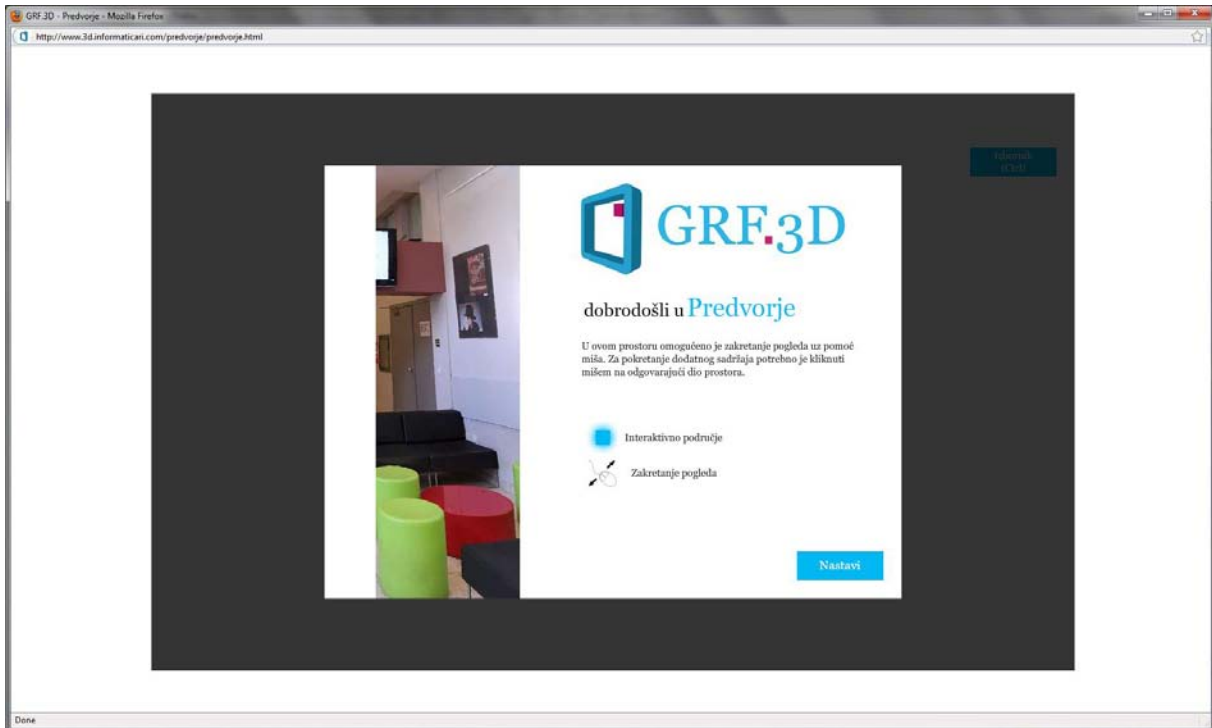 GRF.3D - Predvorje - Mozilla Firefox
http://www.3d.informaticari.com/predvorje/predvorje.html
GRF.3D
dobrodošli u Predvorje
U ovom prostoru omogućeno je zakretanje pogleda uz pomoć
miša. Za pokretanje dodatnog sadržaja potrebno je kliknuti
mišem na odgovarajući dio prostora.
Interaktivno područje
Zakretanje pogleda
Nastavi
Done